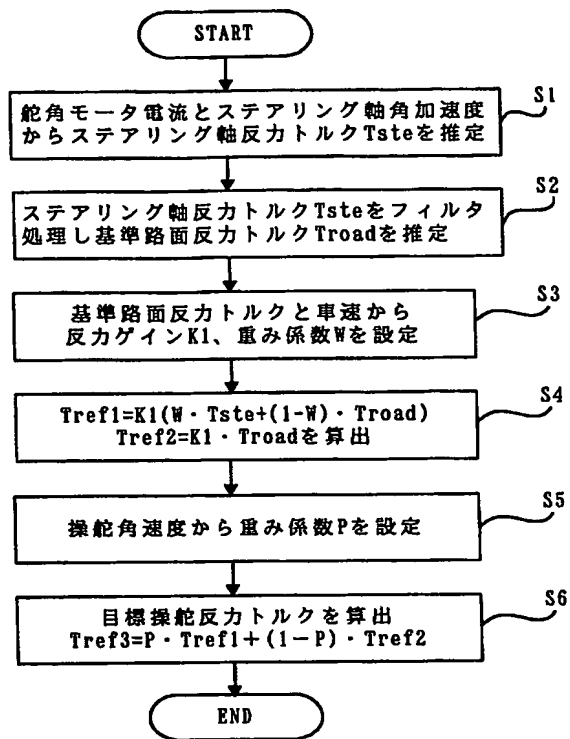 START
舵角モータ電流とステアリング軸角加速度
からステアリング軸反力トルクTsteを推定
S1
ステアリング軸反力トルクTsteをフィルタ
処理し基準路面反力トルクTroadを推定
S2
基準路面反力トルクと車速から
反力ゲインK1、重み係数Wを設定
S3
Tref1=K1(W・Tste+(1-W)・Troad)
Tref2=K1・Troadを算出
S4
操舵角速度から重み係数Pを設定
S5
目標操舵反力トルクを算出
Tref3=P・Tref1+(1-P)・Tref2
S6
END